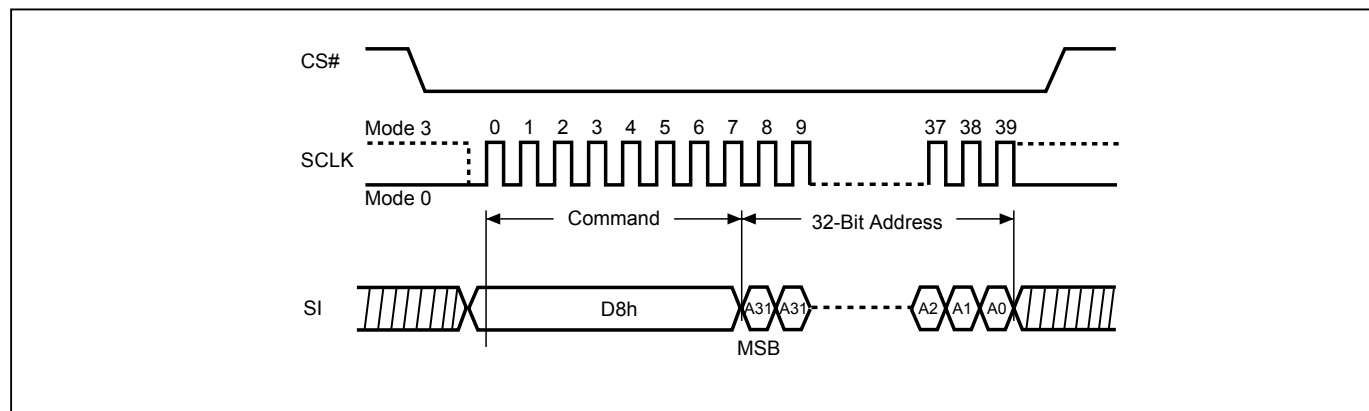 CS#
Mode 3 0 1 2 3 4 5 6 7 8 9 37 38 39
SCLK
Mode 0
Command 32-Bit Address
SI D8h A31 A31 A2 A1 A0
MSB